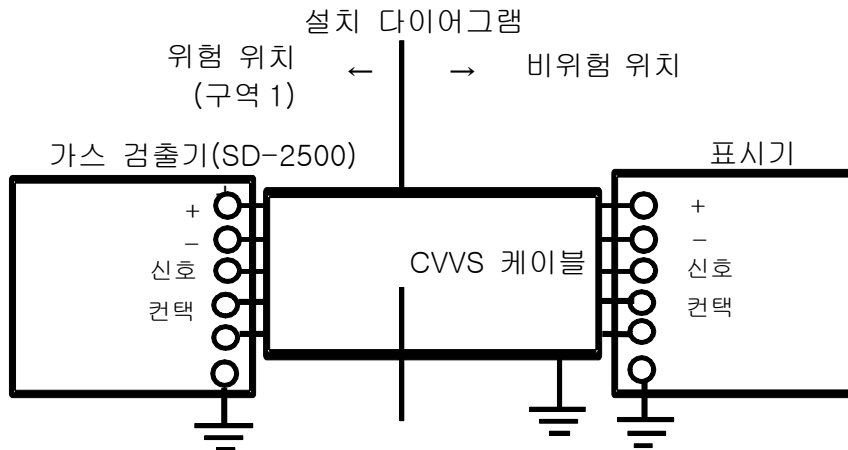 설치 다이어그램
위험 위치
(구역 1)
← →
비위험 위치
가스 검출기(SD-2500)
표시기
+
−
신호
컨택
CVVS 케이블
+
−
신호
컨택